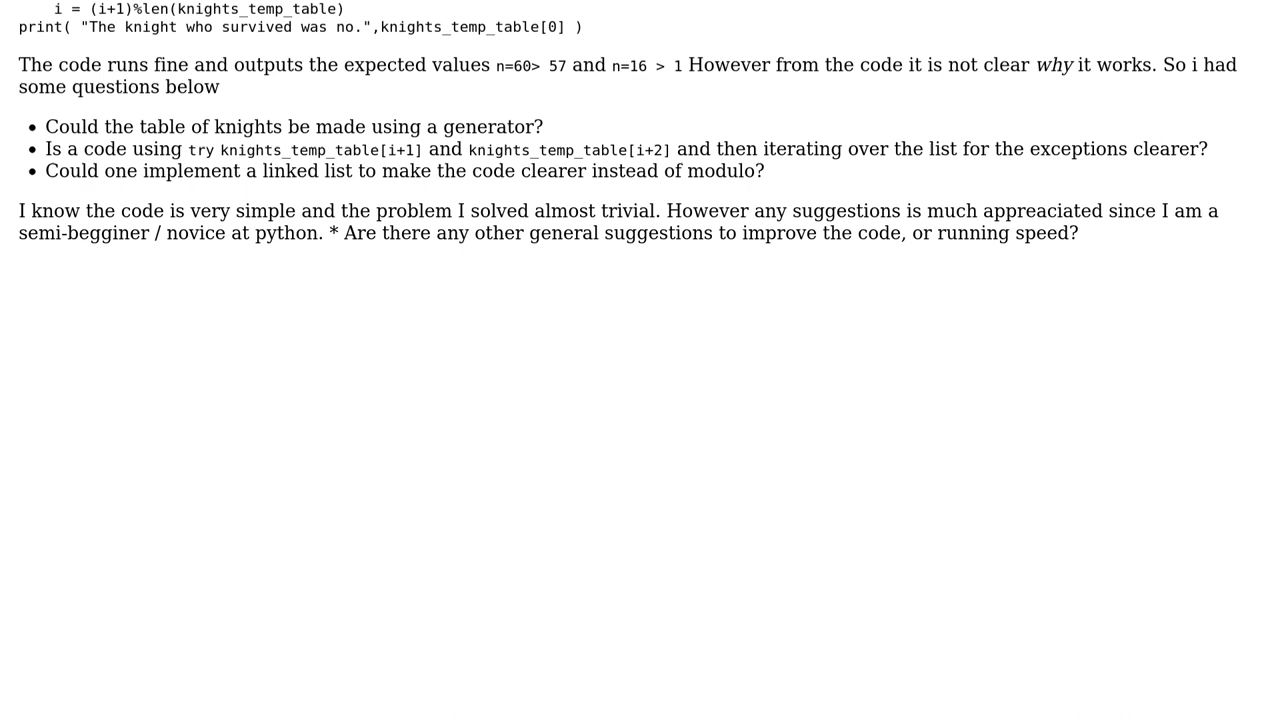 i = (i+1)%len(knights_temp_table)
print( "The knight who survived was no.",knights_temp_table[0] )
The code runs fine and outputs the expected values n=60> 57 and n=16 > 1 However from the code it is not clear why it works. So i had
some questions below
• Could the table of knights be made using a generator?
• Is a code using try knights_temp_table[i+1] and knights_temp_table[i+2] and then iterating over the list for the exceptions clearer?
• Could one implement a linked list to make the code clearer instead of modulo?
I know the code is very simple and the problem I solved almost trivial. However any suggestions is much appreaciated since I am a
semi-begginer / novice at python. * Are there any other general suggestions to improve the code, or running speed?